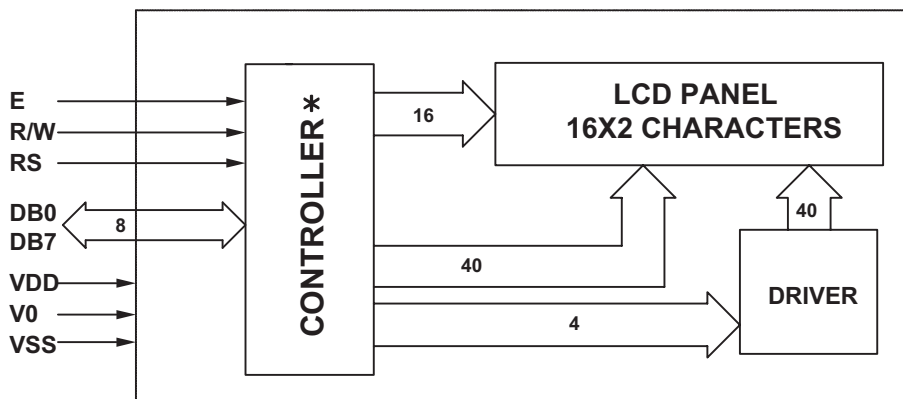 E
R/W
RS
DB0
DB7
8
VDD
V0
VSS
CONTROLLER*
16
LCD PANEL
16X2 CHARACTERS
40
40
DRIVER
4